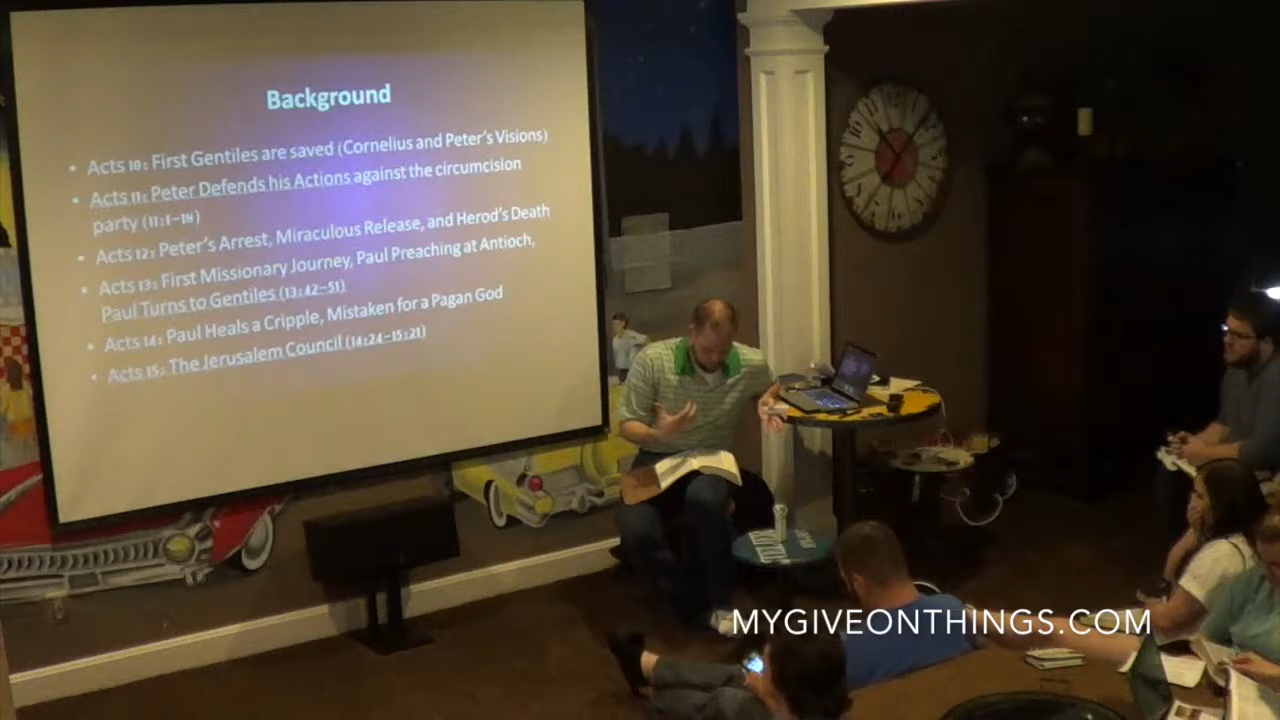 Background
• Acts 10: First Gentiles are saved (Cornelius and Peter's Visions)
• Acts 11: Peter Defends his Actions against the circumcision
party (11:1-18)
• Acts 12: Peter's Arrest, Miraculous Release, and Herod's Death
• Acts 13: First Missionary Journey, Paul Preaching at Antioch,
Paul Turns to Gentiles (13:42-51)
• Acts 14: Paul Heals a Cripple, Mistaken for a Pagan God
• Acts 15: The Jerusalem Council (14:24-15:21)
MYGIVEONTHINGS.COM